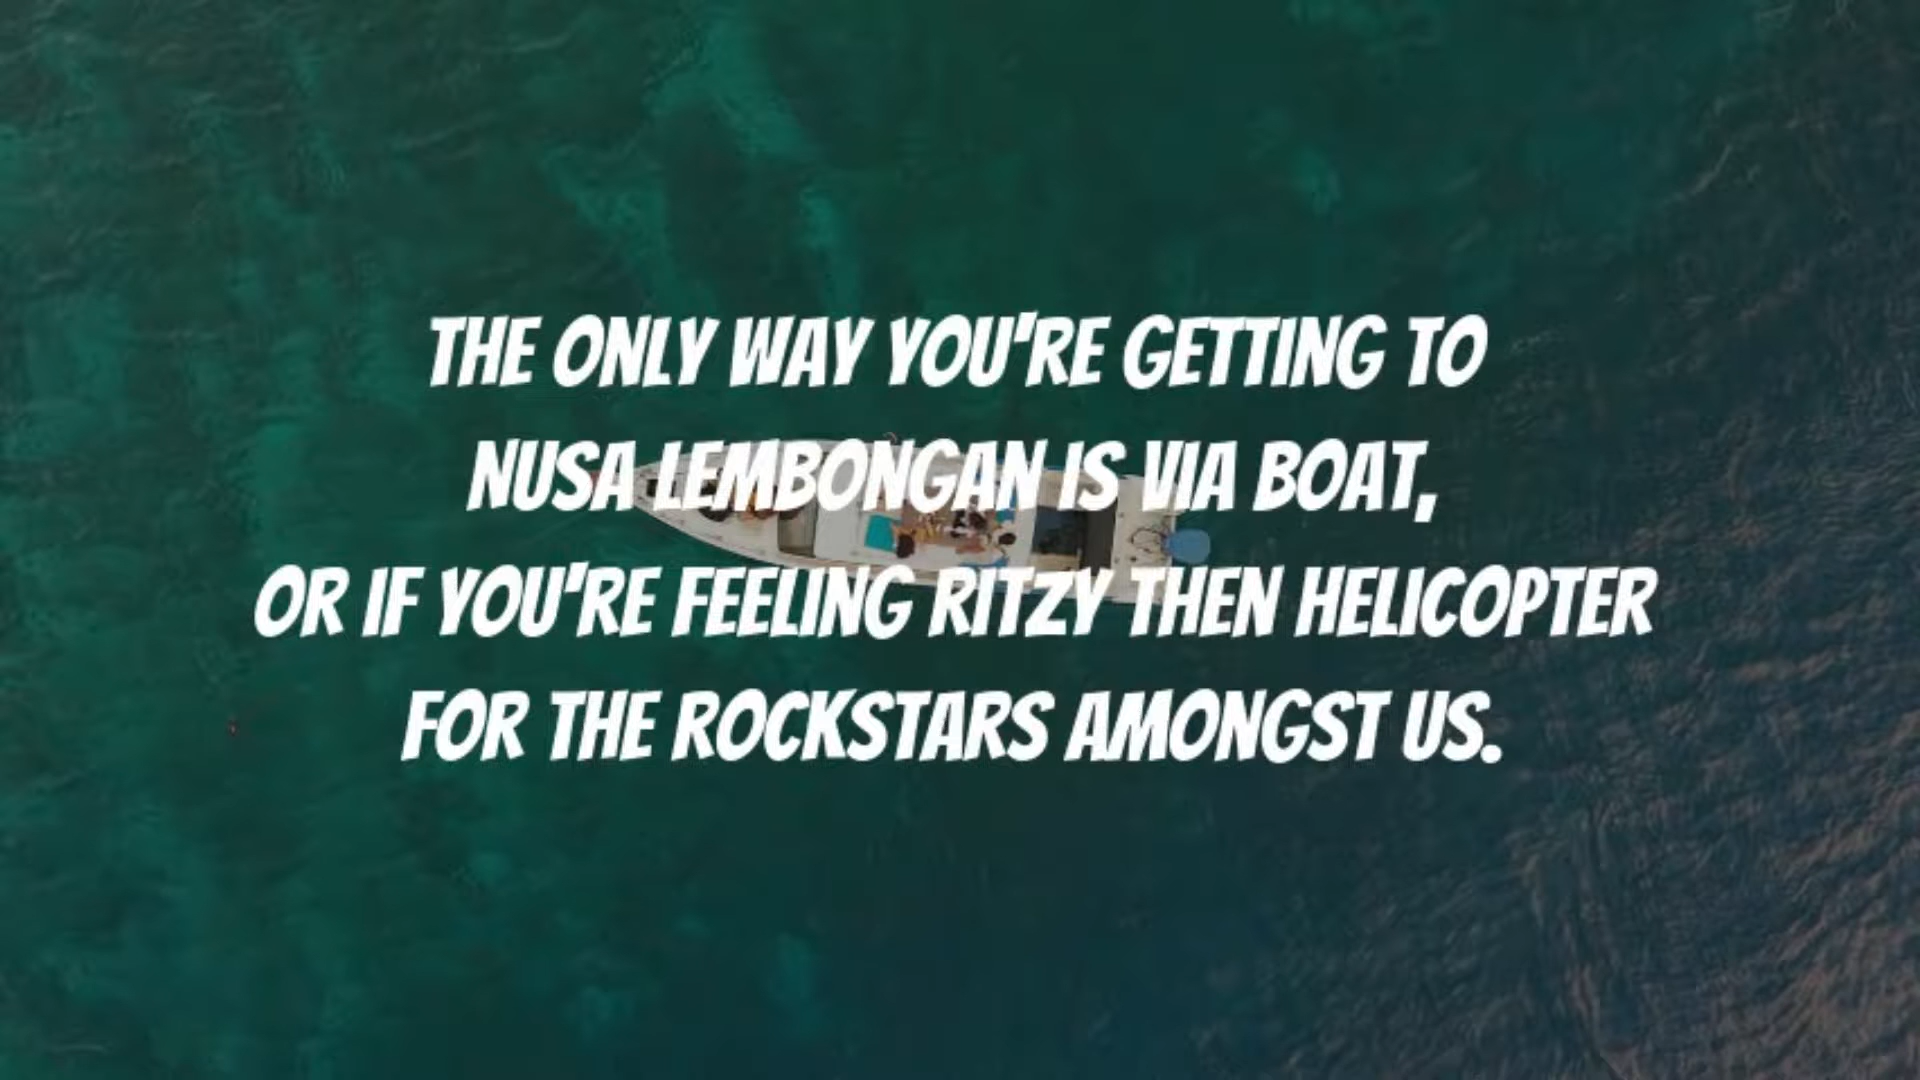 THE ONLY WAY YOU'RE GETTING TO
NUSA LEMBONGAN IS VIA BOAT,
OR IF YOU'RE FEELING RITZY THEN HELICOPTER
FOR THE ROCKSTARS AMONGST US.